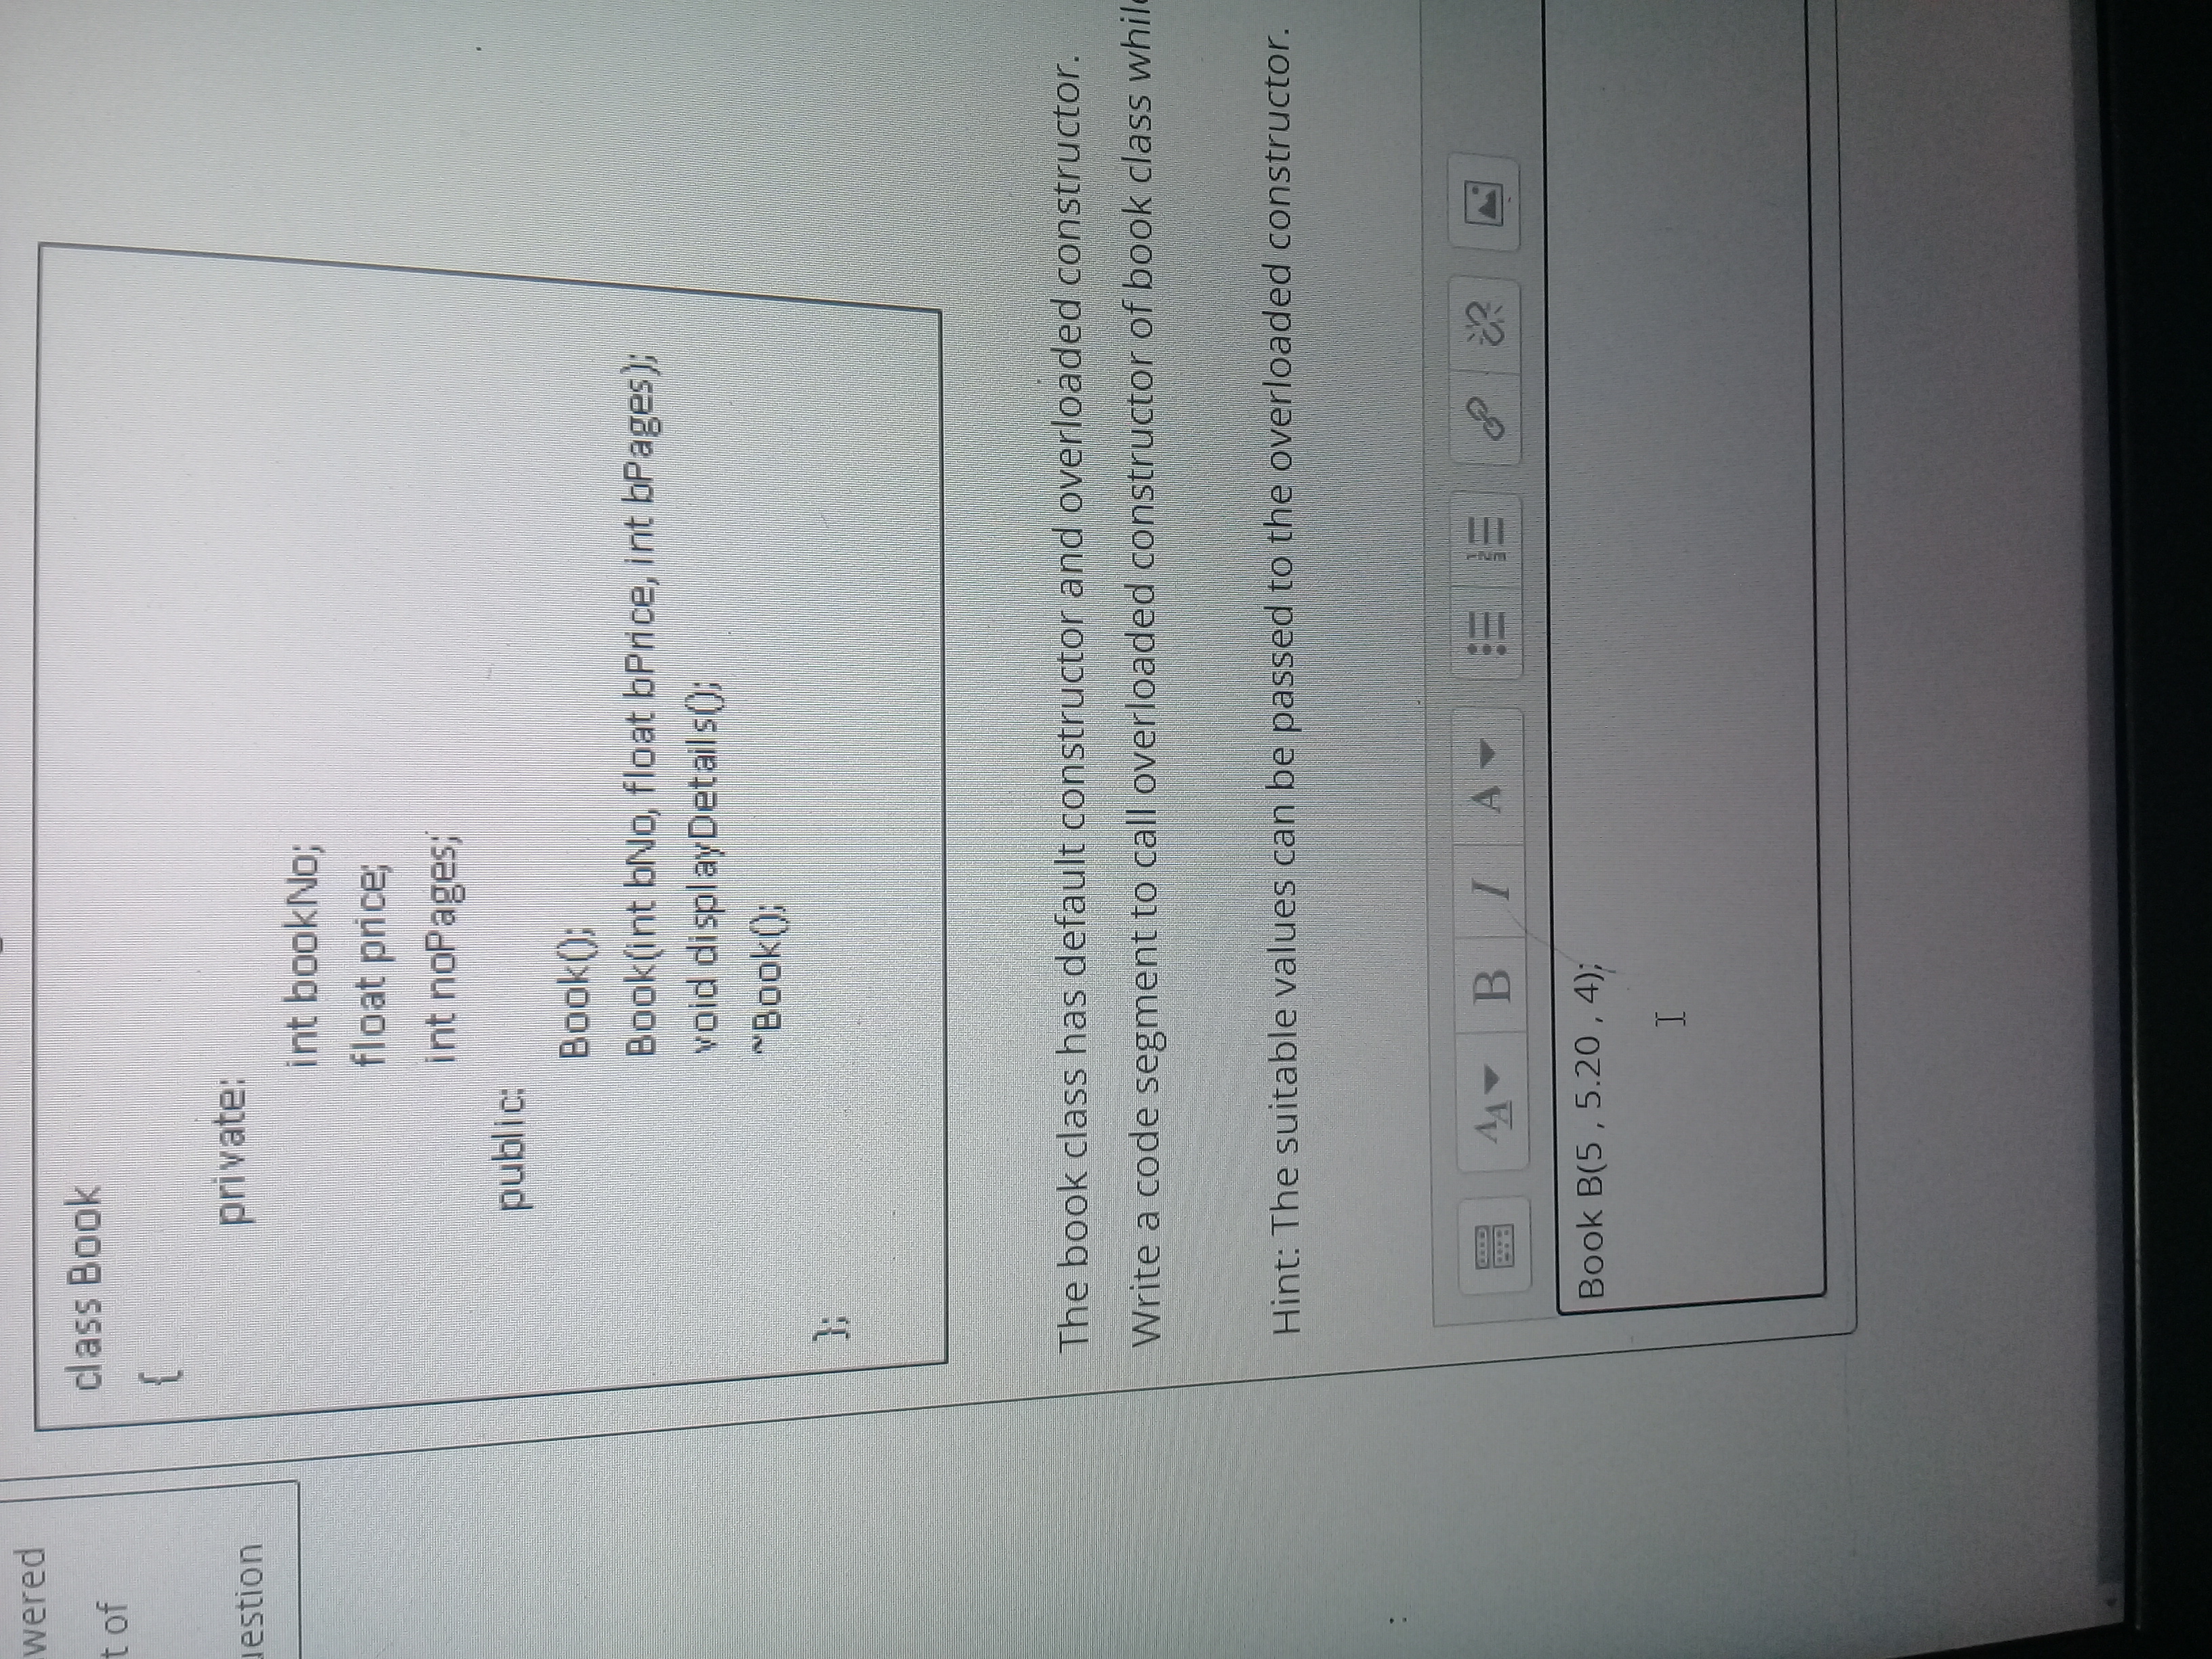 wered
t of
uestion
class Book
{
private:
int bookNo;
float price;
int noPages;
public:
Book();
Book(int bNo, float bPrice, int bPages);
void displayDetails();
~Book();
};
The book class has default constructor and overloaded constructor.
Write a code segment to call overloaded constructor of book class while
Hint: The suitable values can be passed to the overloaded constructor.
:
B I A
Book B(5 , 5.20 , 4);